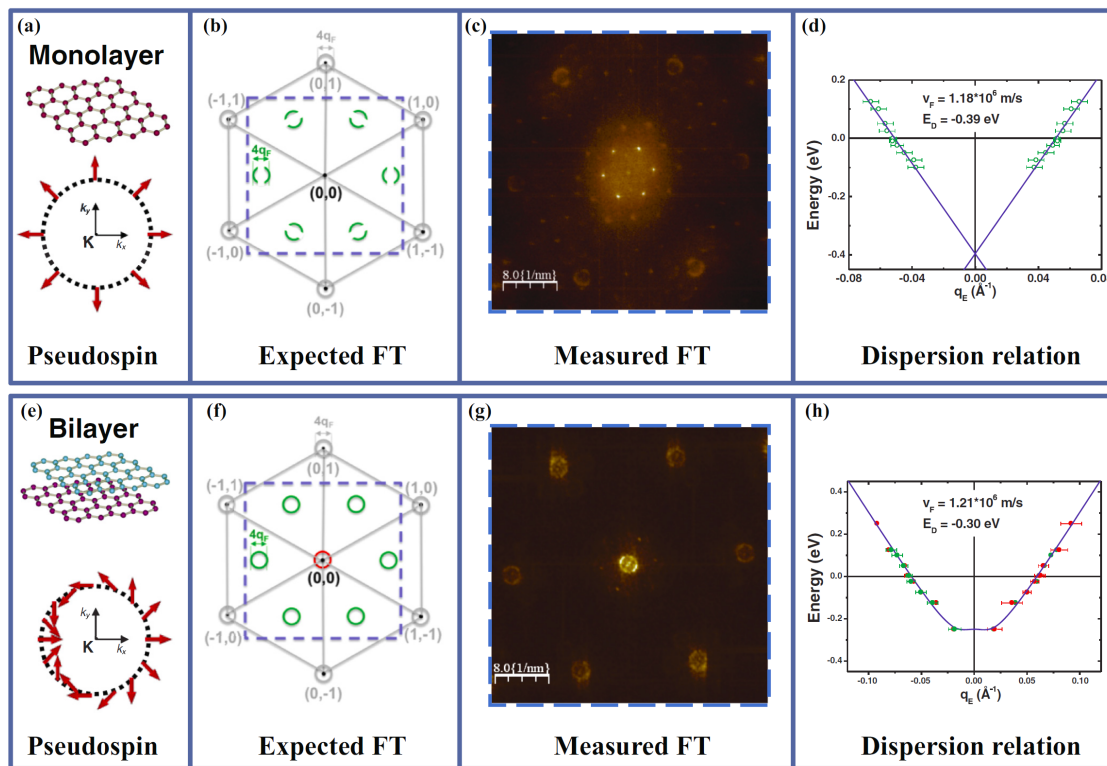 (a)
Monolayer
k_y
K
k_x
Pseudospin
(b)
4q_F
(0,1)
(-1,1)
(1,0)
4q_F
(0,0)
(-1,0)
(1,-1)
(0,-1)
Expected FT
(c)
8.0{1/nm}
Measured FT
(d)
0.2
v_F = 1.18*10⁶ m/s
E_D = -0.39 eV
0.0
-0.2
-0.4
Energy (eV)
-0.08 -0.04 0.00 0.04 0.0
q_E (Å⁻¹)
Dispersion relation
(e)
Bilayer
k_y
K
k_x
Pseudospin
(f)
4q_F
(0,1)
(-1,1)
(1,0)
4q_F
(0,0)
(-1,0)
(1,-1)
(0,-1)
Expected FT
(g)
8.0{1/nm}
Measured FT
(h)
v_F = 1.21*10⁶ m/s
E_D = -0.30 eV
0.4
0.2
0.0
-0.2
-0.4
Energy (eV)
-0.10 -0.05 0.00 0.05 0.10
q_E (Å⁻¹)
Dispersion relation